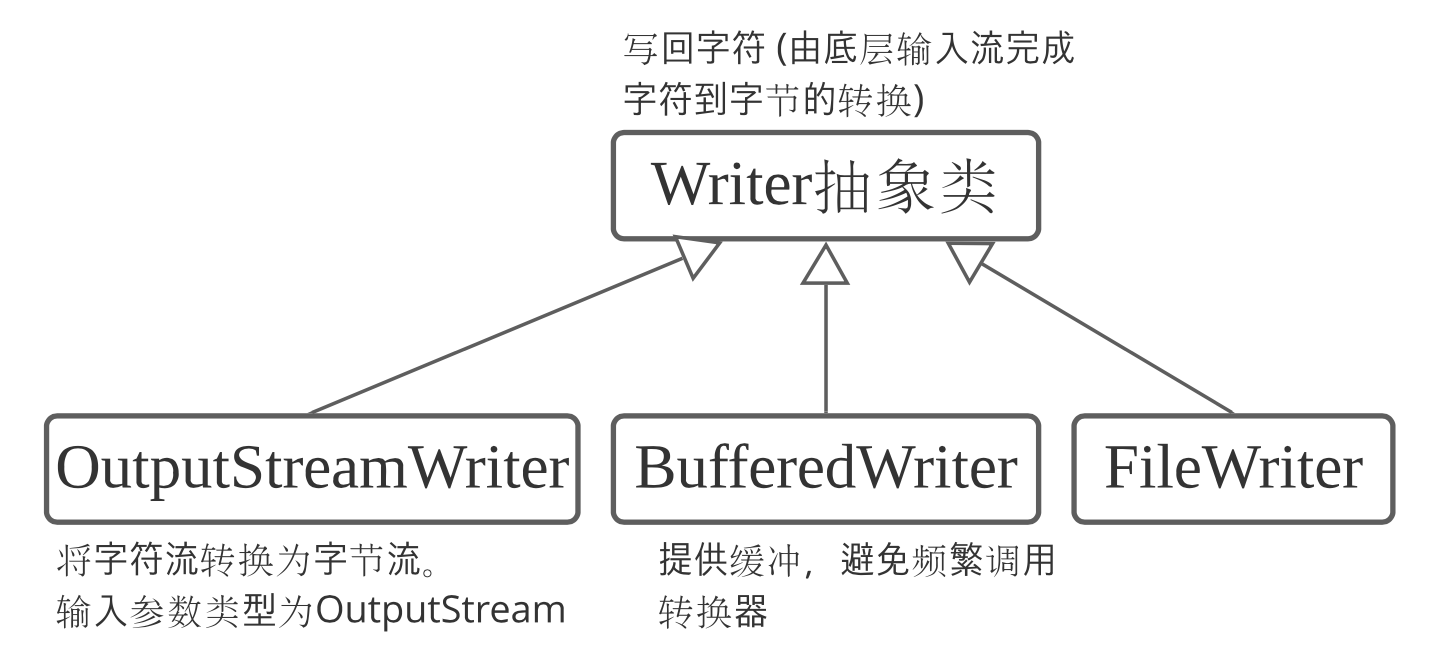 写回字符 (由底层输入流完成
字符到字节的转换)
Writer抽象类
OutputStreamWriter
BufferedWriter
FileWriter
将字符流转换为字节流。
输入参数类型为OutputStream
提供缓冲，避免频繁调用
转换器